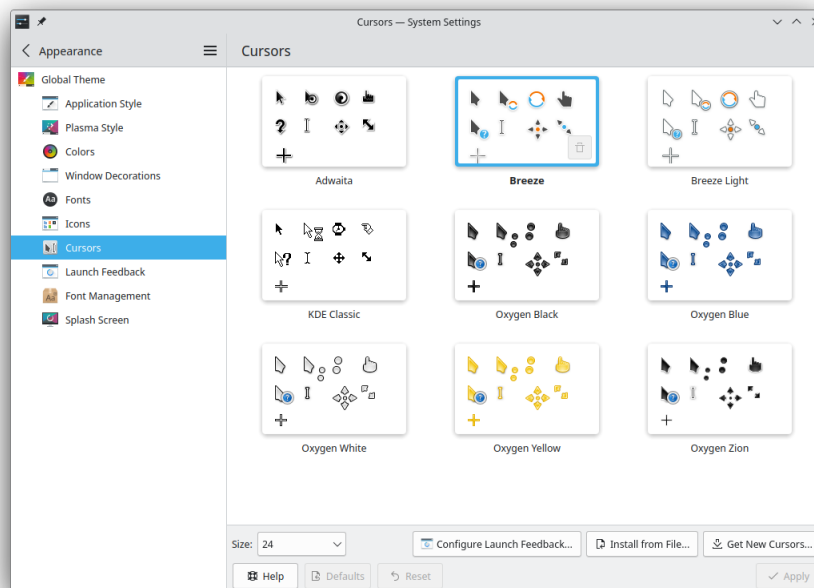 Cursors — System Settings
Appearance
Cursors
Global Theme
Application Style
Plasma Style
Colors
Window Decorations
Aa Fonts
Icons
Cursors
Launch Feedback
Aa Font Management
Splash Screen
Adwaita
Breeze
Breeze Light
KDE Classic
Oxygen Black
Oxygen Blue
Oxygen White
Oxygen Yellow
Oxygen Zion
Size: 24
Configure Launch Feedback...
Install from File...
Get New Cursors...
Help
Defaults
Reset
Apply